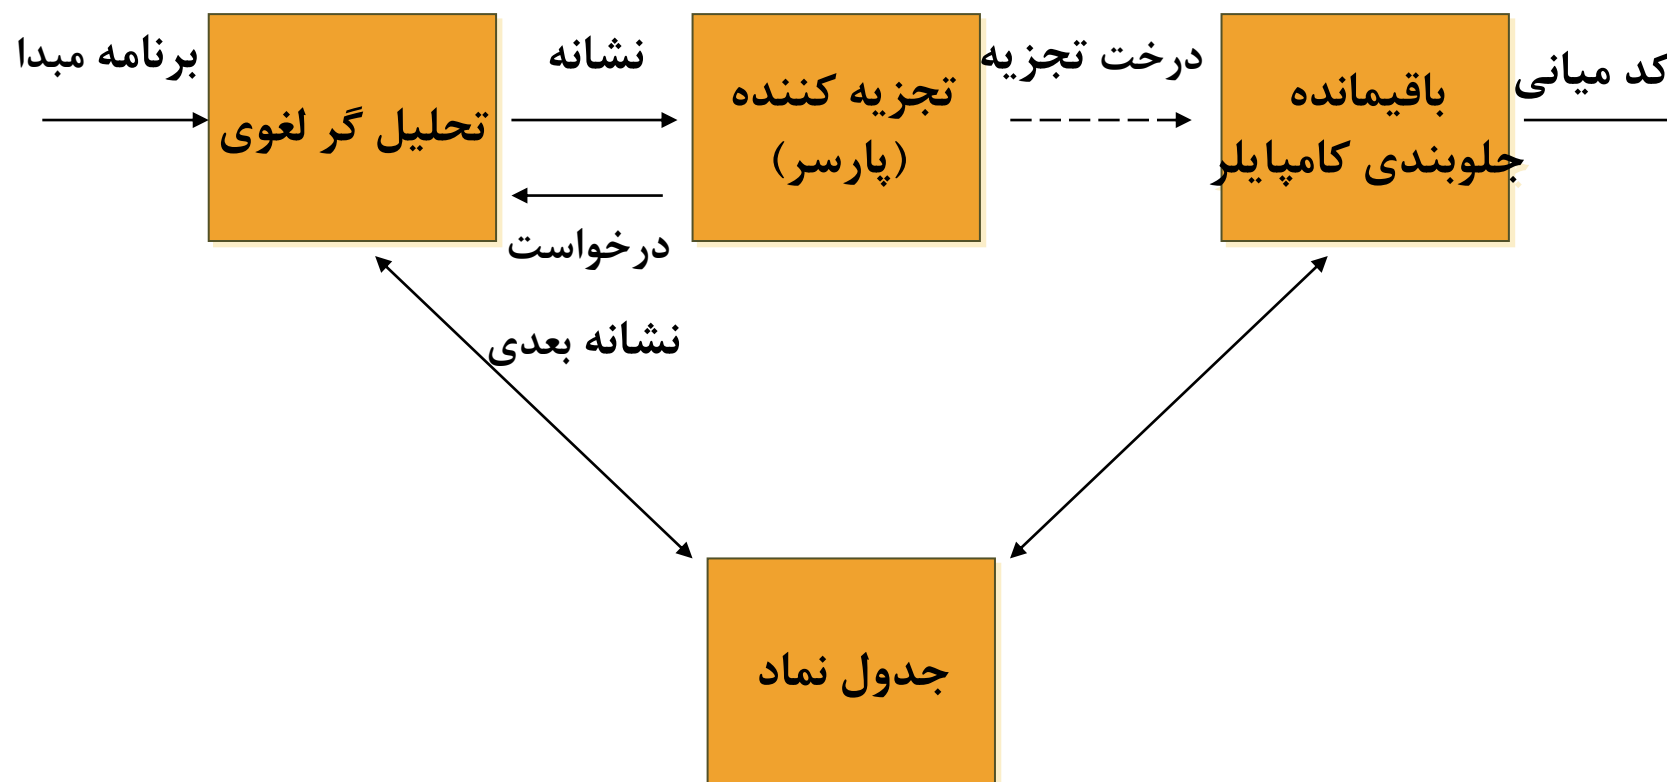 برنامه مبدا
تحلیل گر لغوی
نشانه
درخواست
نشانه بعدی
تجزیه کننده
(پارسر)
درخت تجزیه
باقیمانده
جلوبندی کامپایلر
کد میانی
جدول نماد